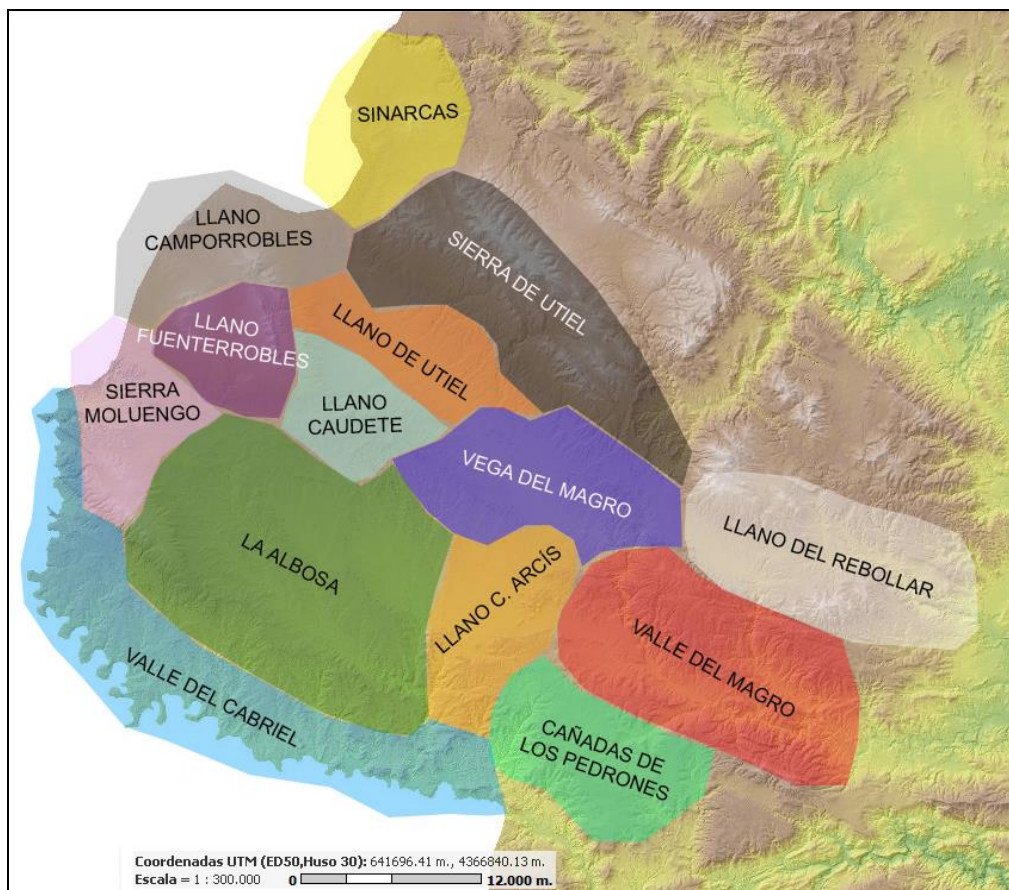 SINARCAS
LLANO
CAMPORROBLES
SIERRA DE UTIEL
LLANO
FUENTERROBLES
LLANO DE UTIEL
SIERRA
MOLUENGO
LLANO
CAUDETE
VEGA DEL MAGRO
LLANO DEL REBOLLAR
LA ALBOSA
LLANO C. ARCÍS
VALLE DEL MAGRO
VALLE DEL CABRIEL
CAÑADAS DE
LOS PEDRONES
Coordenadas UTM (ED50,Huso 30): 641696.41 m., 4366840.13 m.
Escala = 1 : 300.000 0 12.000 m.